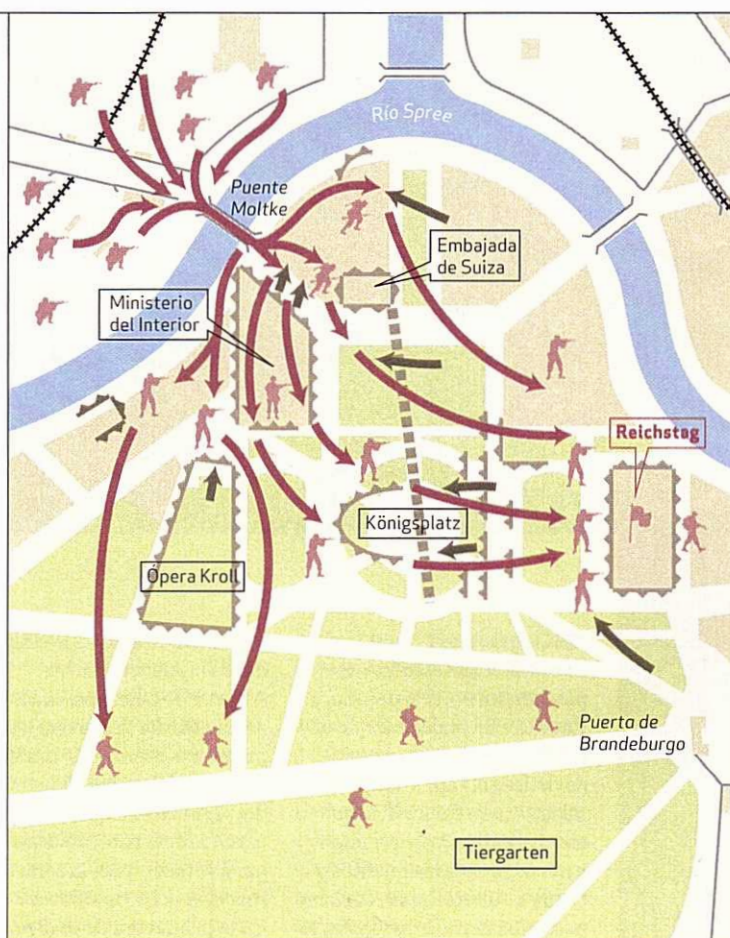 Río Spree
Puente
Moltke
Embajada
de Suiza
Ministerio
del Interior
Reichstag
Königsplatz
Ópera Kroll
Puerta de
Brandeburgo
Tiergarten